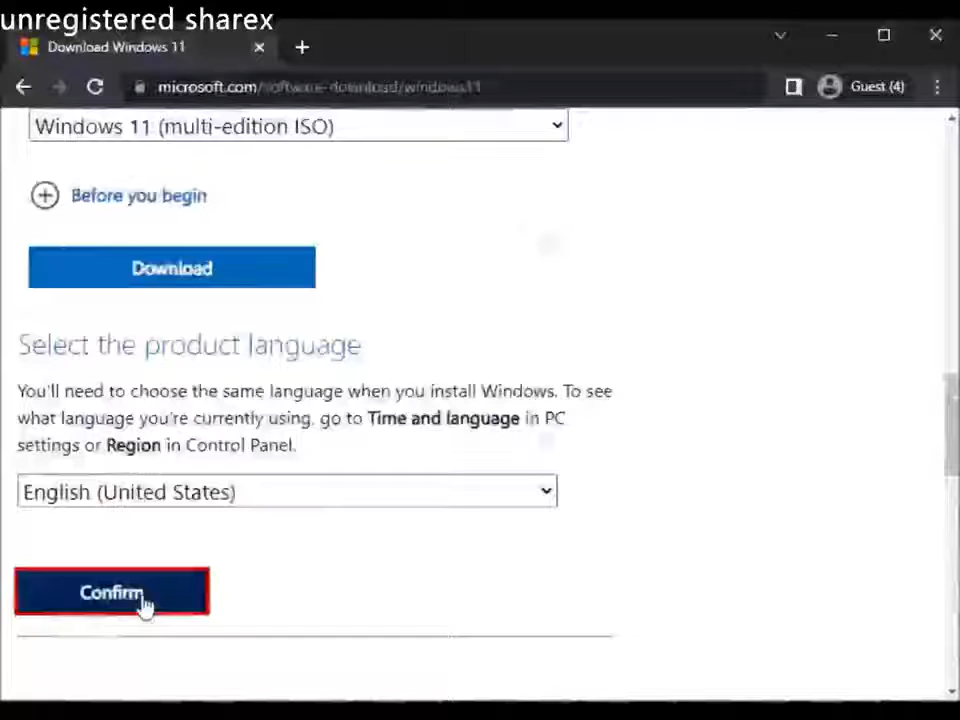 unregistered sharex
Download Windows 11
microsoft.com/software-download/windows11
Guest (4)
Windows 11 (multi-edition ISO)
Before you begin
Download
Select the product language
You'll need to choose the same language when you install Windows. To see
what language you're currently using, go to Time and language in PC
settings or Region in Control Panel.
English (United States)
Confirm